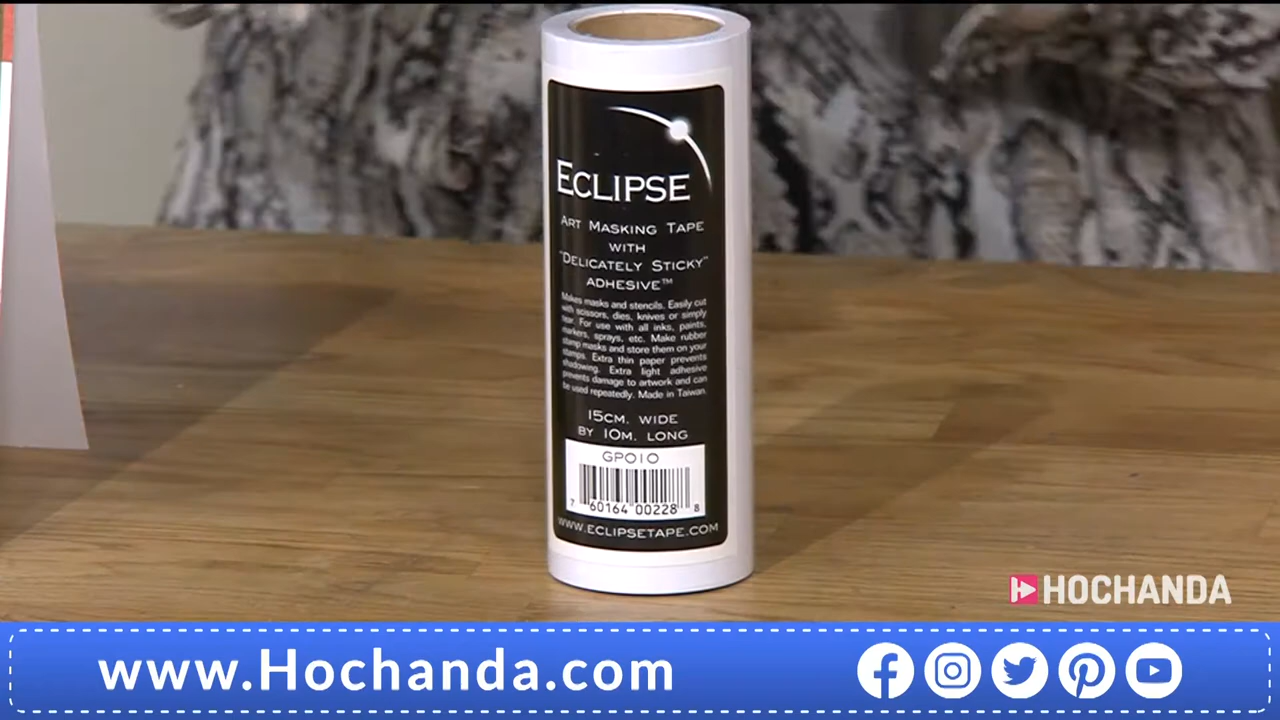 ECLIPSE
ART MASKING TAPE
WITH
"DELICATELY STICKY"
ADHESIVE™
Makes masks and stencils. Easily cut
with scissors, dies, knives or simply
tear. For use with all inks, paints,
markers, sprays, etc. Make rubber
stamp masks and store them on your
stamps. Extra thin paper prevents
shadowing. Extra light adhesive
prevents damage to artwork and can
be used repeatedly. Made in Taiwan.
15CM. WIDE
BY 10M. LONG
GP010
7 60164 00228 8
WWW.ECLIPSETAPE.COM
HOCHANDA
www.Hochanda.com